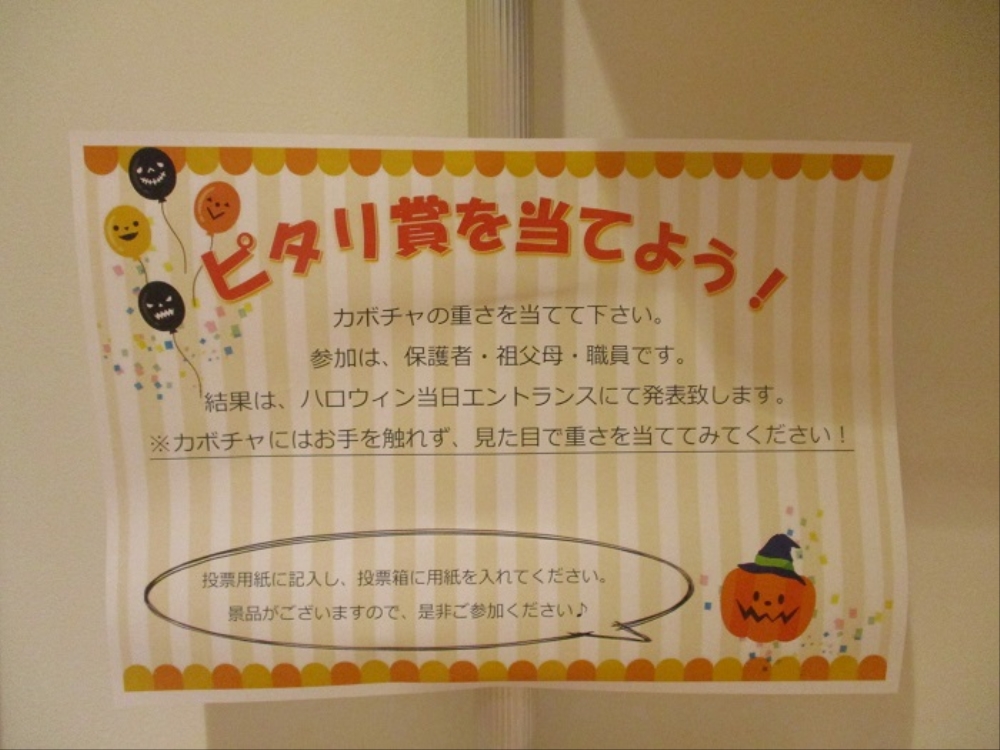 ピタリ賞を当てよう！
カボチャの重さを当てて下さい。
参加は、保護者・祖父母・職員です。
結果は、ハロウィン当日エントランスにて発表致します。
※カボチャにはお手を触れず、見た目で重さを当ててみてください！
投票用紙に記入し、投票箱に用紙を入れてください。
景品がございますので、是非ご参加ください♪